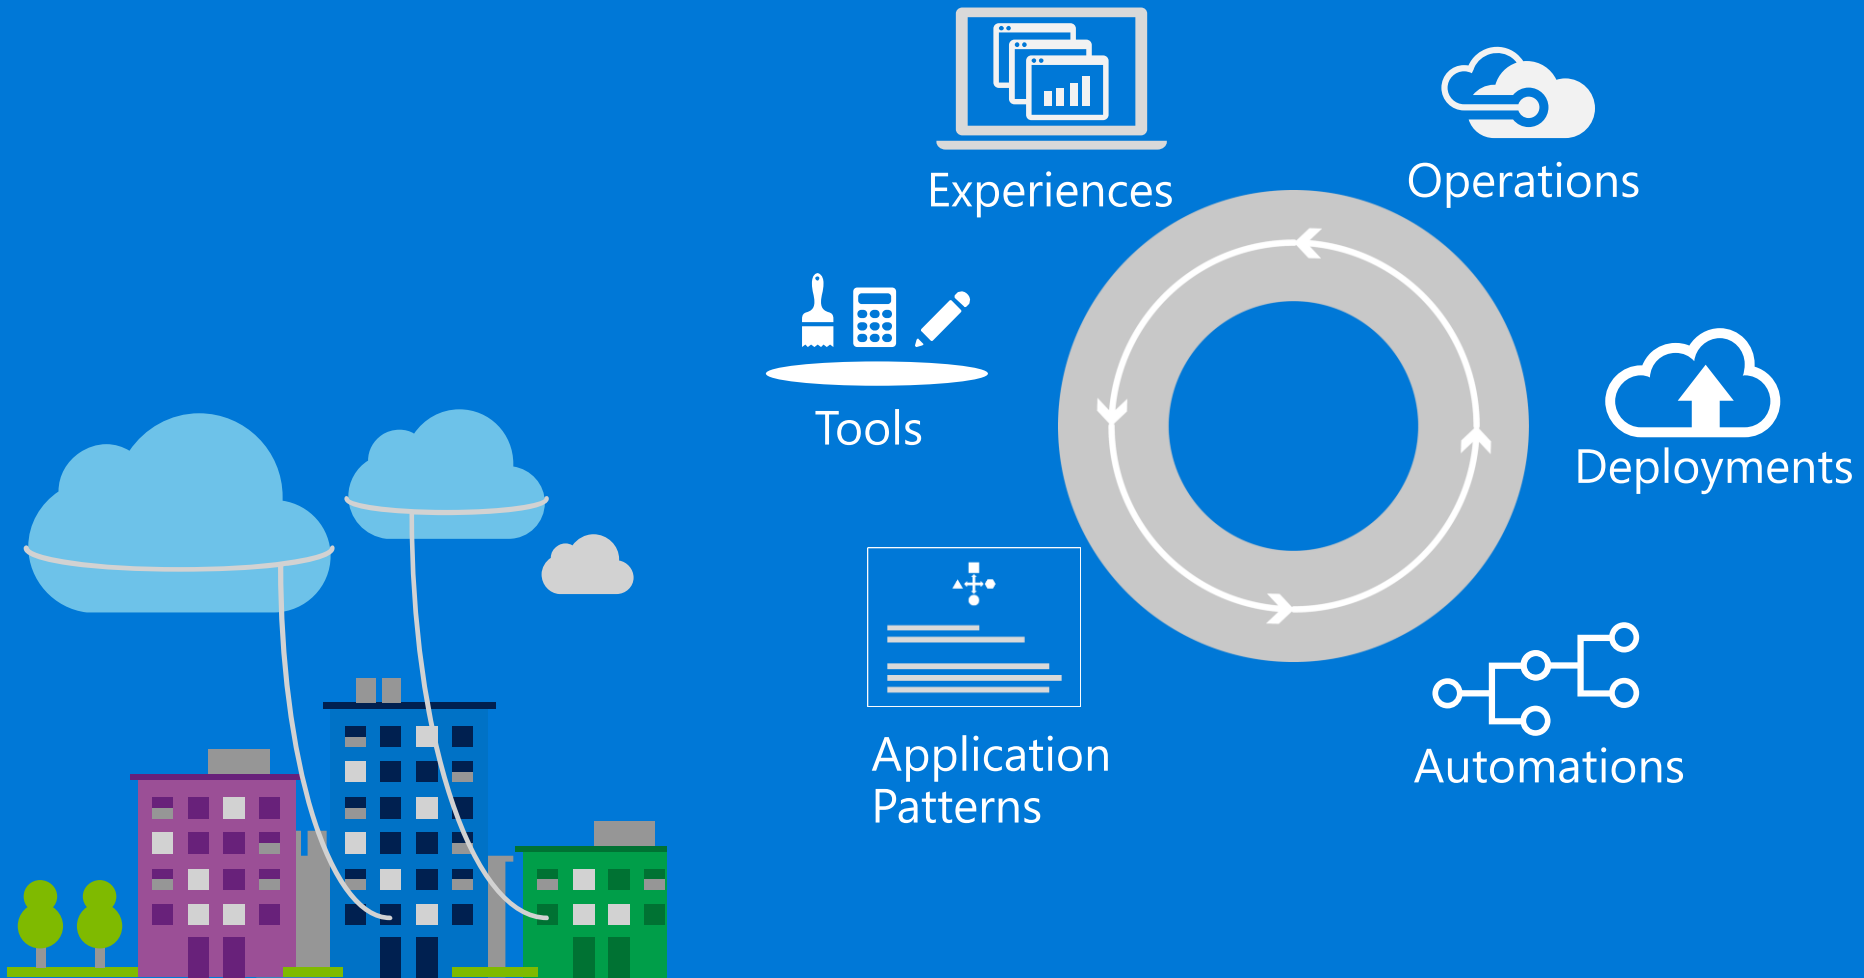 Experiences
Operations
Tools
Deployments
Application
Patterns
Automations